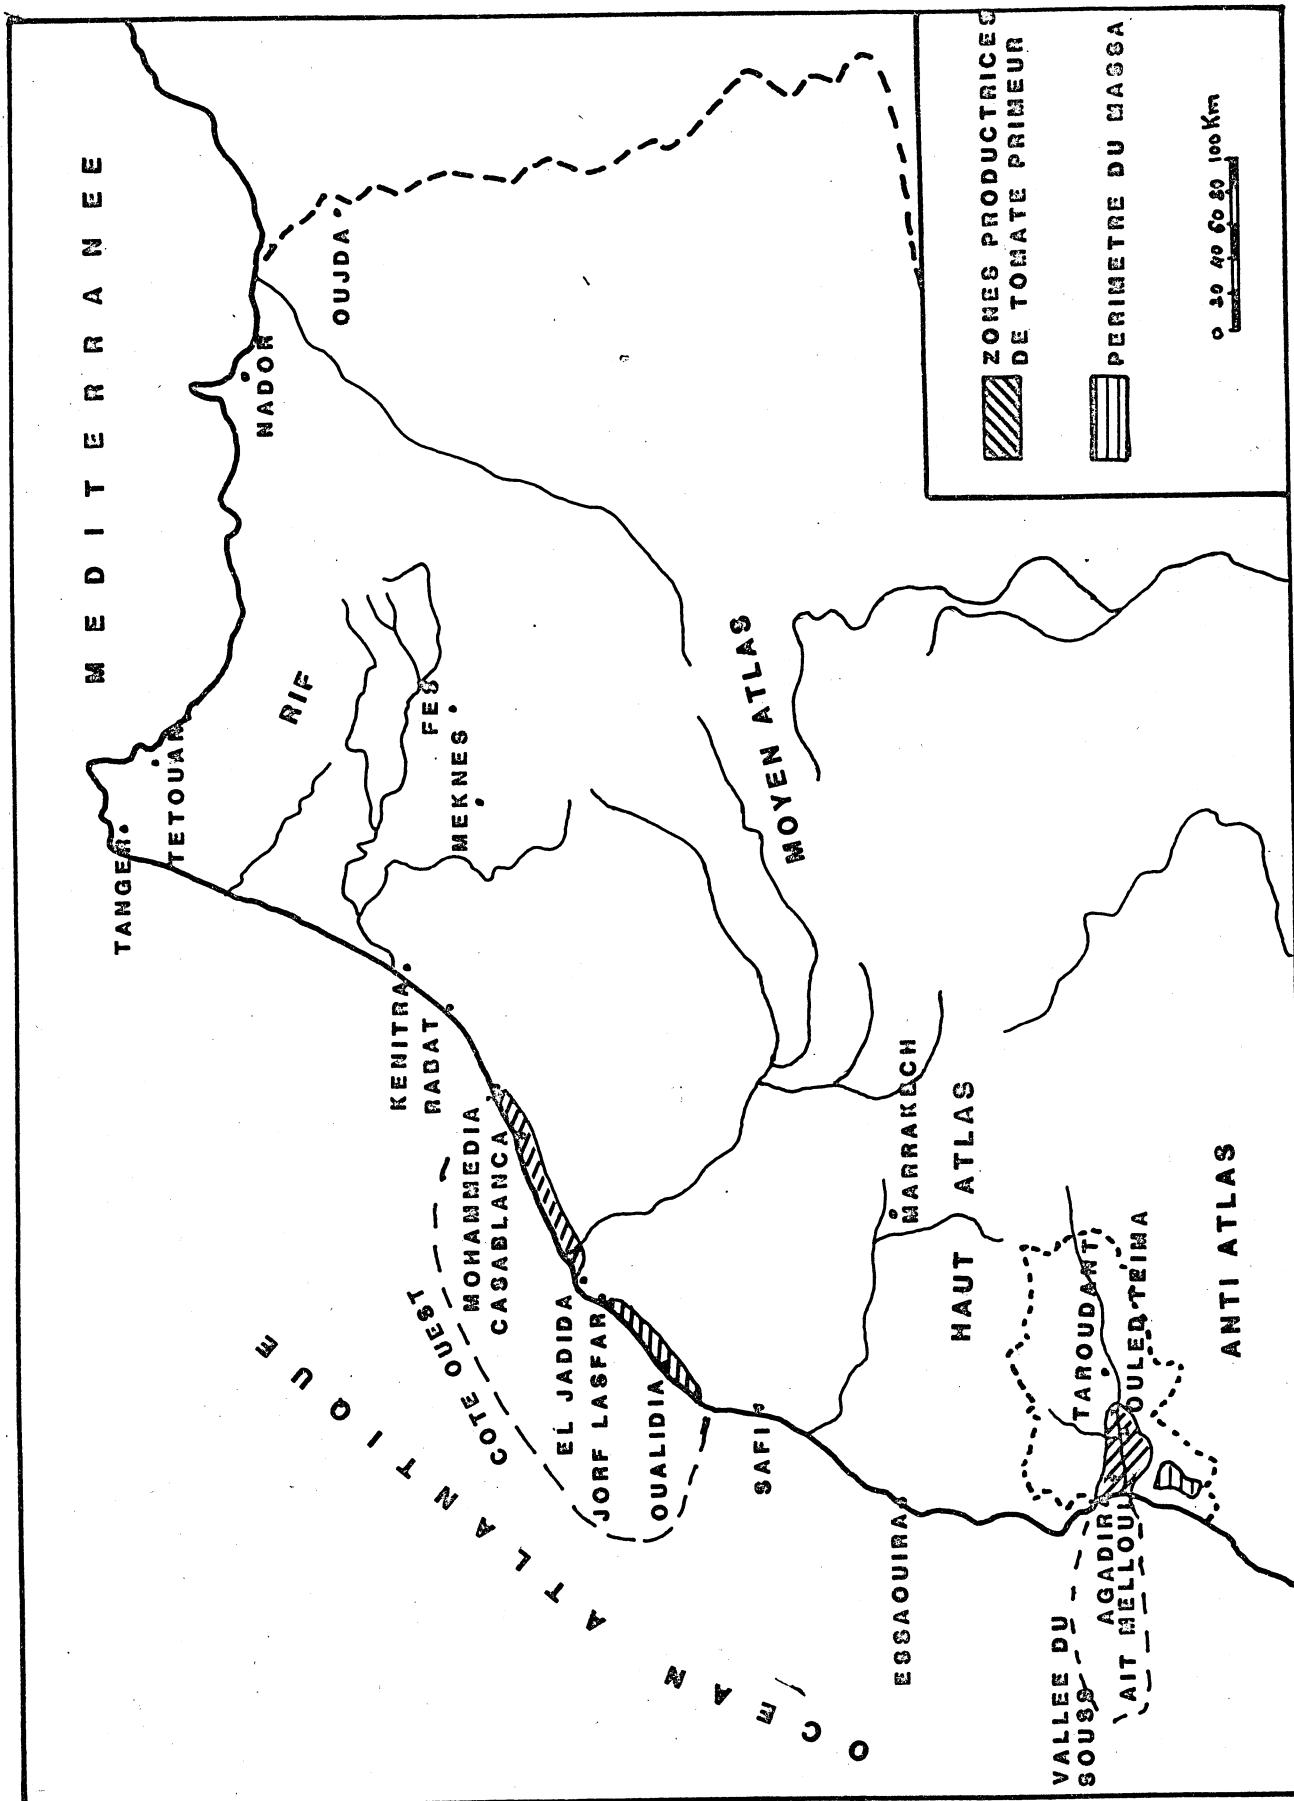 MEDITERRANEE
TANGER
TETOUAN
NADOR
OUJDA
RIF
FES
MEKNES
KENITRA
RABAT
MOHAMMEDIA
CASABLANCA
COTE OUEST
OCEAN ATLANTIQUE
EL JADIDA
JORF LASFAR
OUALIDIA
SAFI
MOYEN ATLAS
MARRAKECH
HAUT ATLAS
ESSAOUIRA
TAROUDANT
OULED TEIMA
AGADIR
AIT MELLOUL
VALLEE DU
SOUSS
ANTI ATLAS
ZONES PRODUCTRICES
DE TOMATE PRIMEUR
PERIMETRE DU MASSA
0 20 40 60 80 100 Km